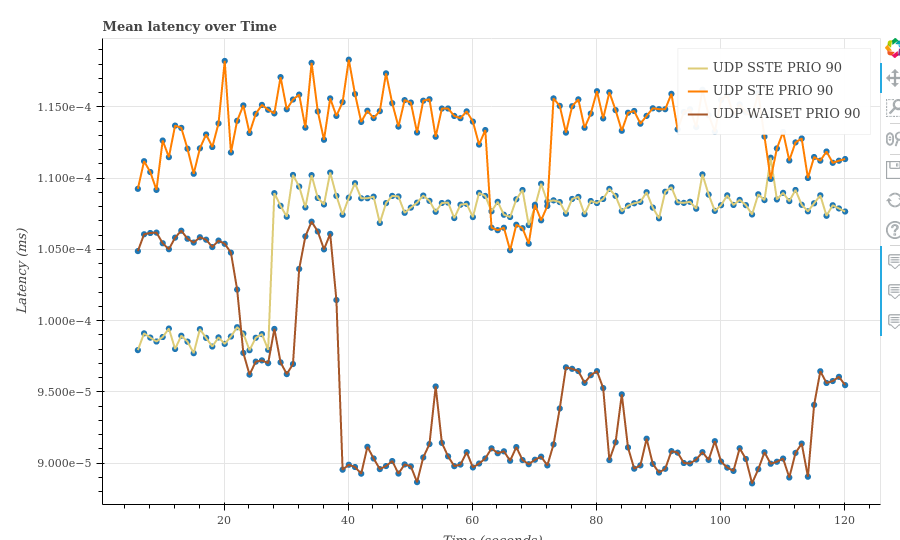 Mean latency over Time
UDP SSTE PRIO 90
UDP STE PRIO 90
UDP WAISET PRIO 90
Latency (ms)
1.150e−4
1.100e−4
1.050e−4
1.000e−4
9.500e−5
9.000e−5
20 40 60 80 100 120
Time (seconds)